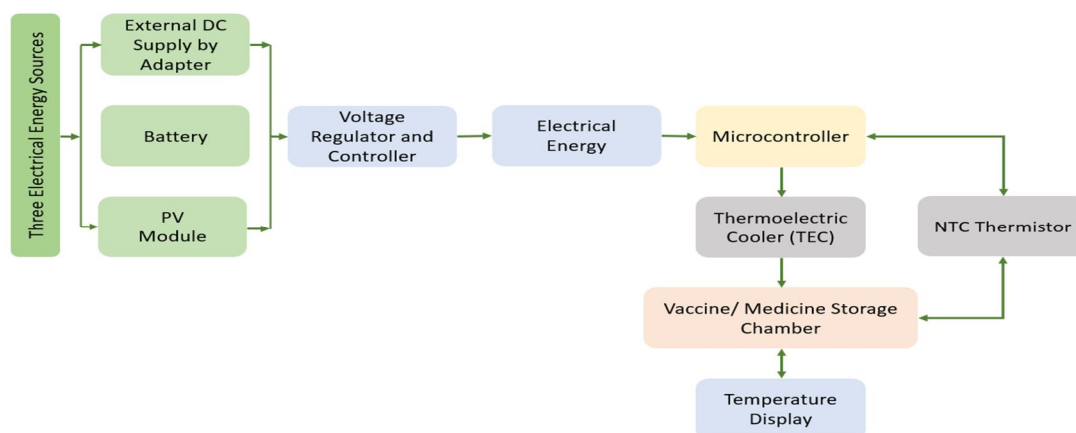 Three Electrical Energy Sources
External DC
Supply by
Adapter
Battery
PV
Module
Voltage
Regulator and
Controller
Electrical
Energy
Microcontroller
Thermoelectric
Cooler (TEC)
NTC Thermistor
Vaccine/ Medicine Storage
Chamber
Temperature
Display